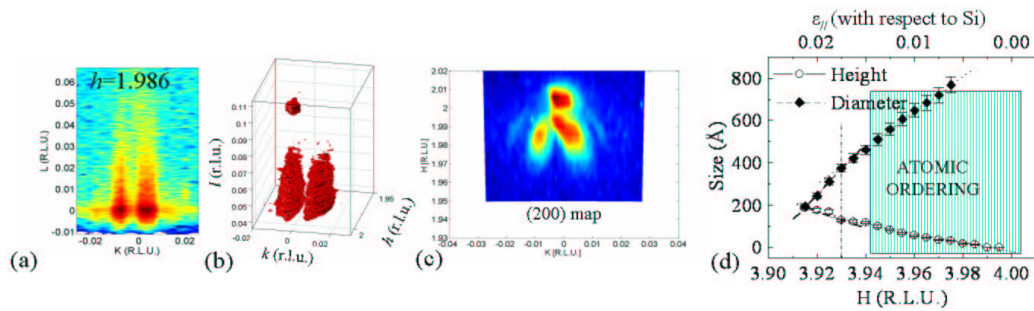 (a)
h=1.986
L (R.L.U.)
0.06
0.05
0.04
0.03
0.02
0.01
0
-0.01
-0.02
0
0.02
K (R.L.U.)
(b)
l (r.l.u.)
0.11
0.1
0.09
0.08
0.07
0.06
0.05
0.04
-0.02
0
0.02
k (r.l.u.)
2
1.96
h (r.l.u.)
(c)
H [R.L.U.]
2.02
2.01
2
1.99
1.98
1.97
1.96
1.95
1.94
1.93
(200) map
-0.04
-0.03
-0.02
-0.01
0
0.01
0.02
0.03
0.04
K [R.L.U.]
(d)
ε// (with respect to Si)
0.02
0.01
0.00
Height
Diameter
ATOMIC
ORDERING
Size (Å)
800
600
400
200
0
3.90
3.92
3.94
3.96
3.98
4.00
H (R.L.U.)